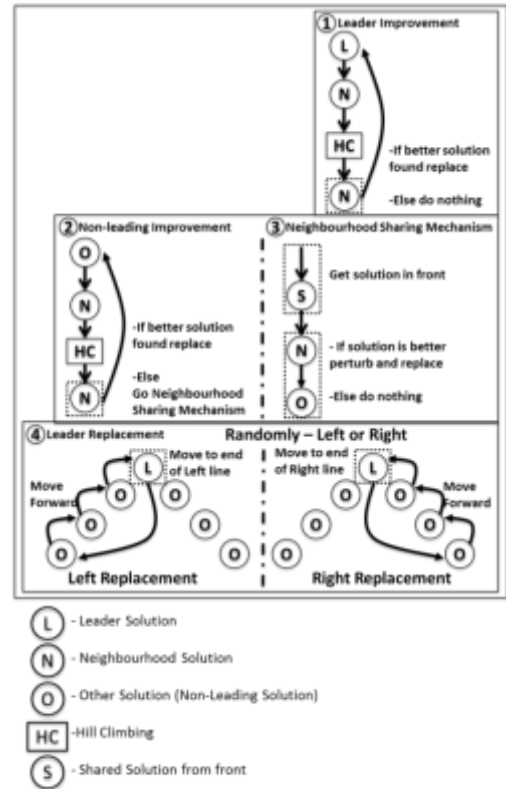 ① Leader Improvement
L
N
HC
N
-If better solution
found replace
-Else do nothing
② Non-leading Improvement
O
N
HC
N
-If better solution
found replace
-Else
Go Neighbourhood
Sharing Mechanism
③ Neighbourhood Sharing Mechanism
Get solution in front
S
N
O
- If solution is better
perturb and replace
-Else do nothing
④ Leader Replacement
Randomly – Left or Right
Move to end
of Left line
L
Move
Forward
O
O
O
O
O
O
Left Replacement
Move to end
of Right line
L
Move
Forward
O
O
O
O
O
O
Right Replacement
L - Leader Solution
N - Neighbourhood Solution
O - Other Solution (Non-Leading Solution)
HC -Hill Climbing
S - Shared Solution from front